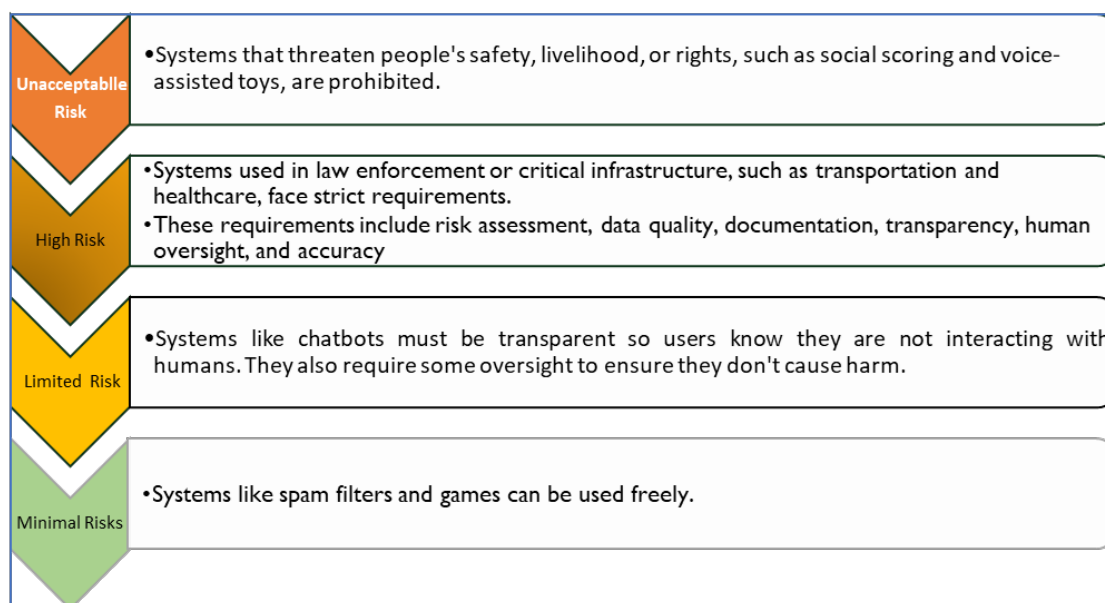 Unacceptablle
Risk
•Systems that threaten people's safety, livelihood, or rights, such as social scoring and voice-
assisted toys, are prohibited.
High Risk
•Systems used in law enforcement or critical infrastructure, such as transportation and
healthcare, face strict requirements.
•These requirements include risk assessment, data quality, documentation, transparency, human
oversight, and accuracy
Limited Risk
•Systems like chatbots must be transparent so users know they are not interacting with
humans. They also require some oversight to ensure they don't cause harm.
Minimal Risks
•Systems like spam filters and games can be used freely.